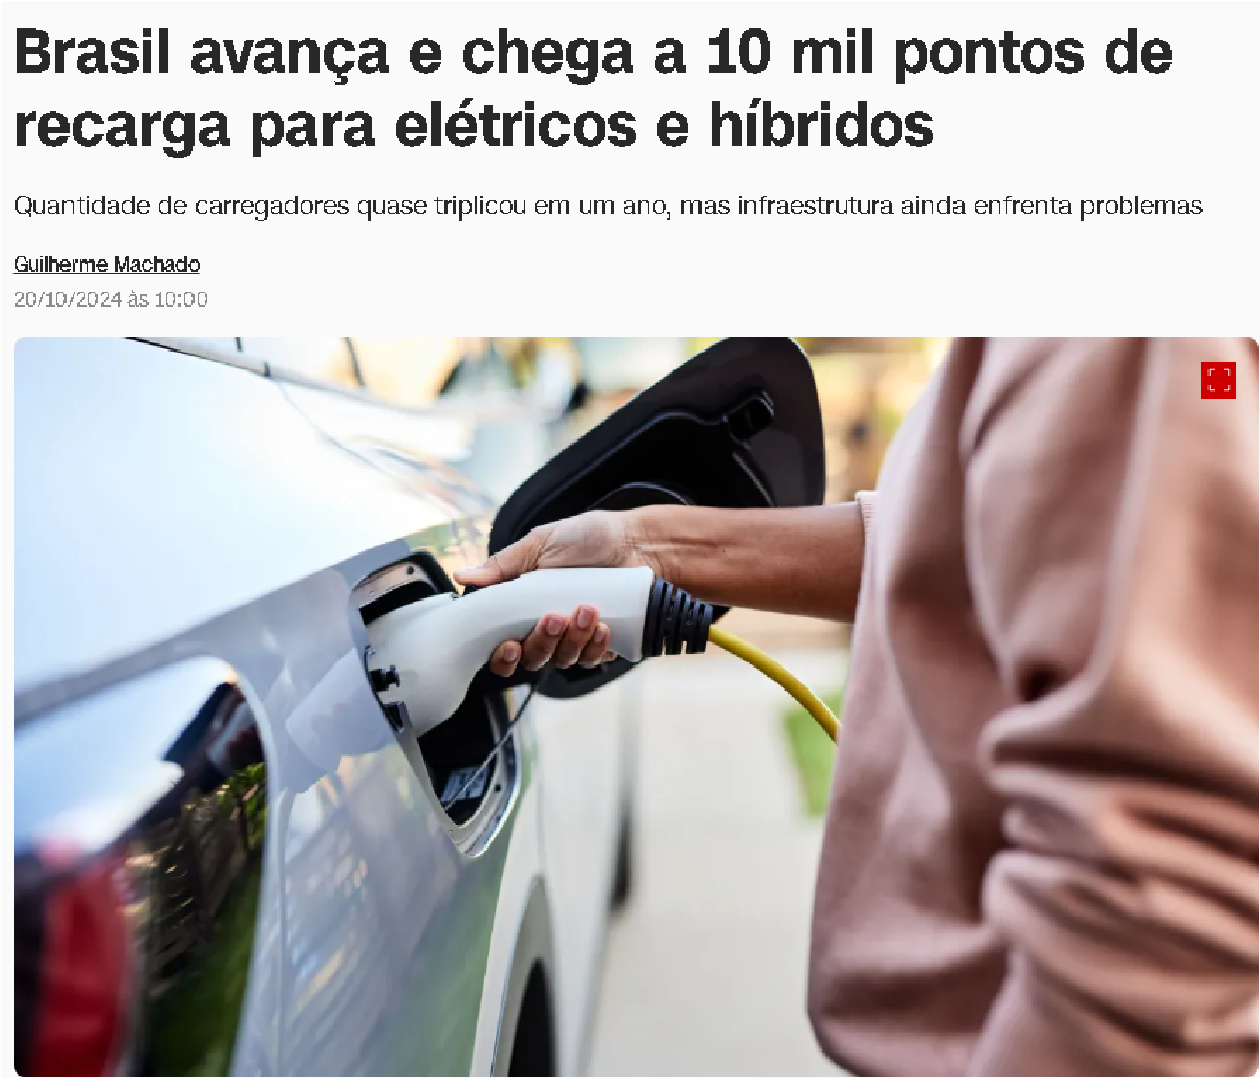 Brasil avança e chega a 10 mil pontos de
recarga para elétricos e híbridos
Quantidade de carregadores quase triplicou em um ano, mas infraestrutura ainda enfrenta problemas
Guilherme Machado
20/10/2024 às 10:00